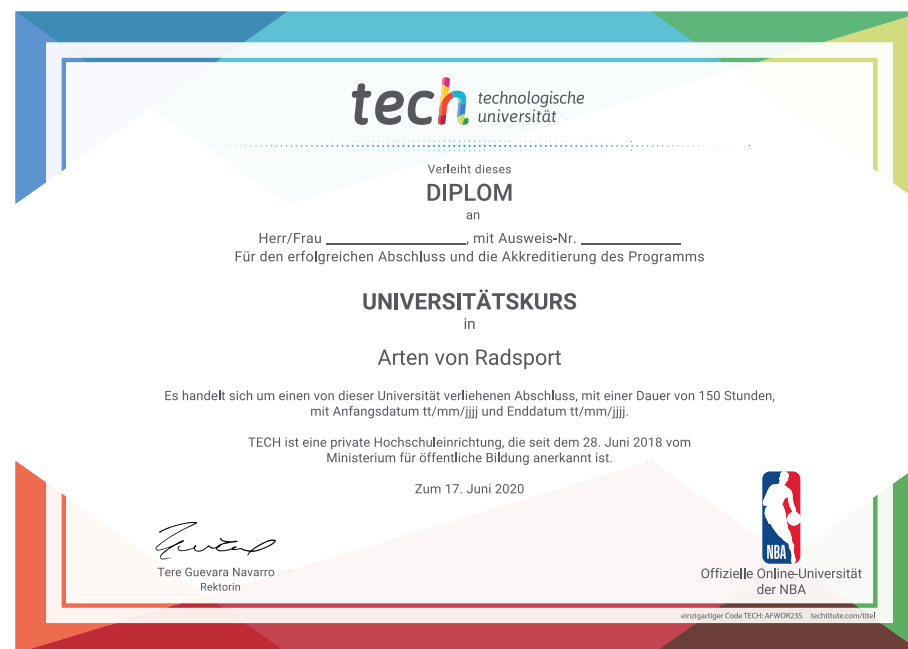 tech technologische
universität
Verleiht dieses
DIPLOM
an
Herr/Frau ____________, mit Ausweis-Nr. ____________
Für den erfolgreichen Abschluss und die Akkreditierung des Programms
UNIVERSITÄTSKURS
in
Arten von Radsport
Es handelt sich um einen von dieser Universität verliehenen Abschluss, mit einer Dauer von 150 Stunden,
mit Anfangsdatum tt/mm/jjjj und Enddatum tt/mm/jjjj.
TECH ist eine private Hochschuleinrichtung, die seit dem 28. Juni 2018 vom
Ministerium für öffentliche Bildung anerkannt ist.
Zum 17. Juni 2020
Tere Guevara Navarro
Rektorin
NBA
Offizielle Online-Universität
der NBA
einzigartiger Code TECH: AFWOR23S techtitute.com/titel